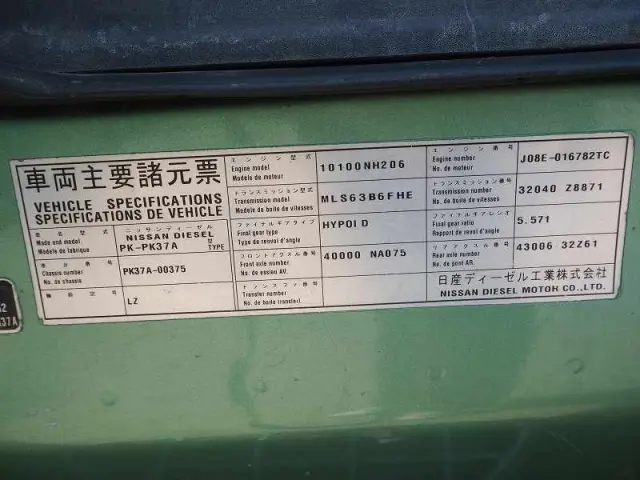 車両主要諸元票
VEHICLE SPECIFICATIONS
SPECIFICATIONS DE VEHICLE
車名型式
Made and model
Modele de fabrique
ニッサンディーゼル
NISSAN DIESEL
PK-PK37A
型
TYPE
車台番号
Chassis number
No. de chassis
PK37A-00375
LZ
エンジン型式
Engine model
Modele de moteur
10100NH206
トランスミッション型式
Transmission model
Modele de boite de vitesses
MLS63B6FHE
ファイナルギアタイプ
Final gear type
Type de renvoi d'angle
HYPOID
フロントアクスル番号
Front axle number
No. de essieu AV.
40000 NA075
トランスファ番号
Transfer number
No. de boite transferf.
エンジン番号
Engine number
No. de moteur
J08E-016782TC
トランスミッション番号
Transmission number
No. de boite de vitesses
32040 Z8871
ファイナルギアレシオ
Final gear ratio
Rapport de renvoi d'angle
5.571
リアアクスル番号
Rear axle number
No. de pont AR.
43006 32Z61
日産ディーゼル工業株式会社
NISSAN DIESEL MOTOR CO.,LTD.
37A